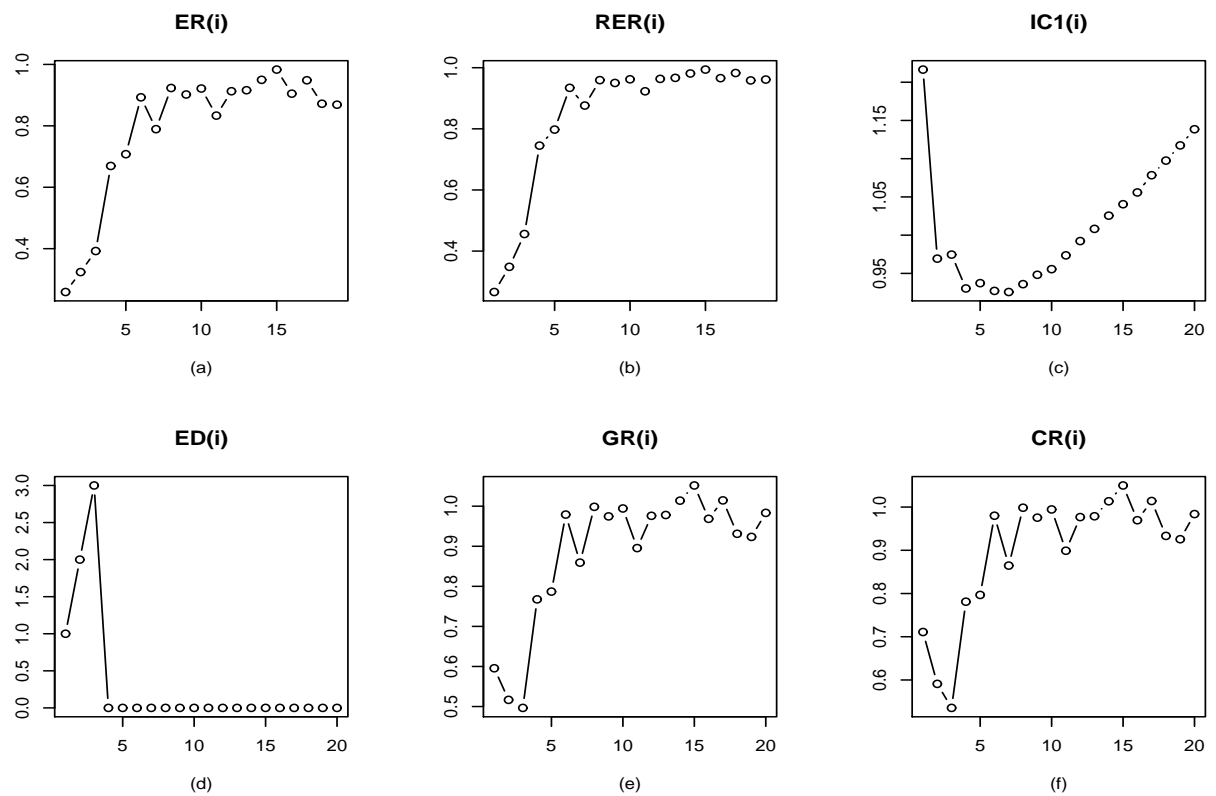 ER(i)
0.4 0.6 0.8 1.0
5 10 15
(a)
RER(i)
0.4 0.6 0.8 1.0
5 10 15
(b)
IC1(i)
0.95 1.05 1.15
5 10 15 20
(c)
ED(i)
0.0 0.5 1.0 1.5 2.0 2.5 3.0
5 10 15 20
(d)
GR(i)
0.5 0.6 0.7 0.8 0.9 1.0
5 10 15 20
(e)
CR(i)
0.6 0.7 0.8 0.9 1.0
5 10 15 20
(f)